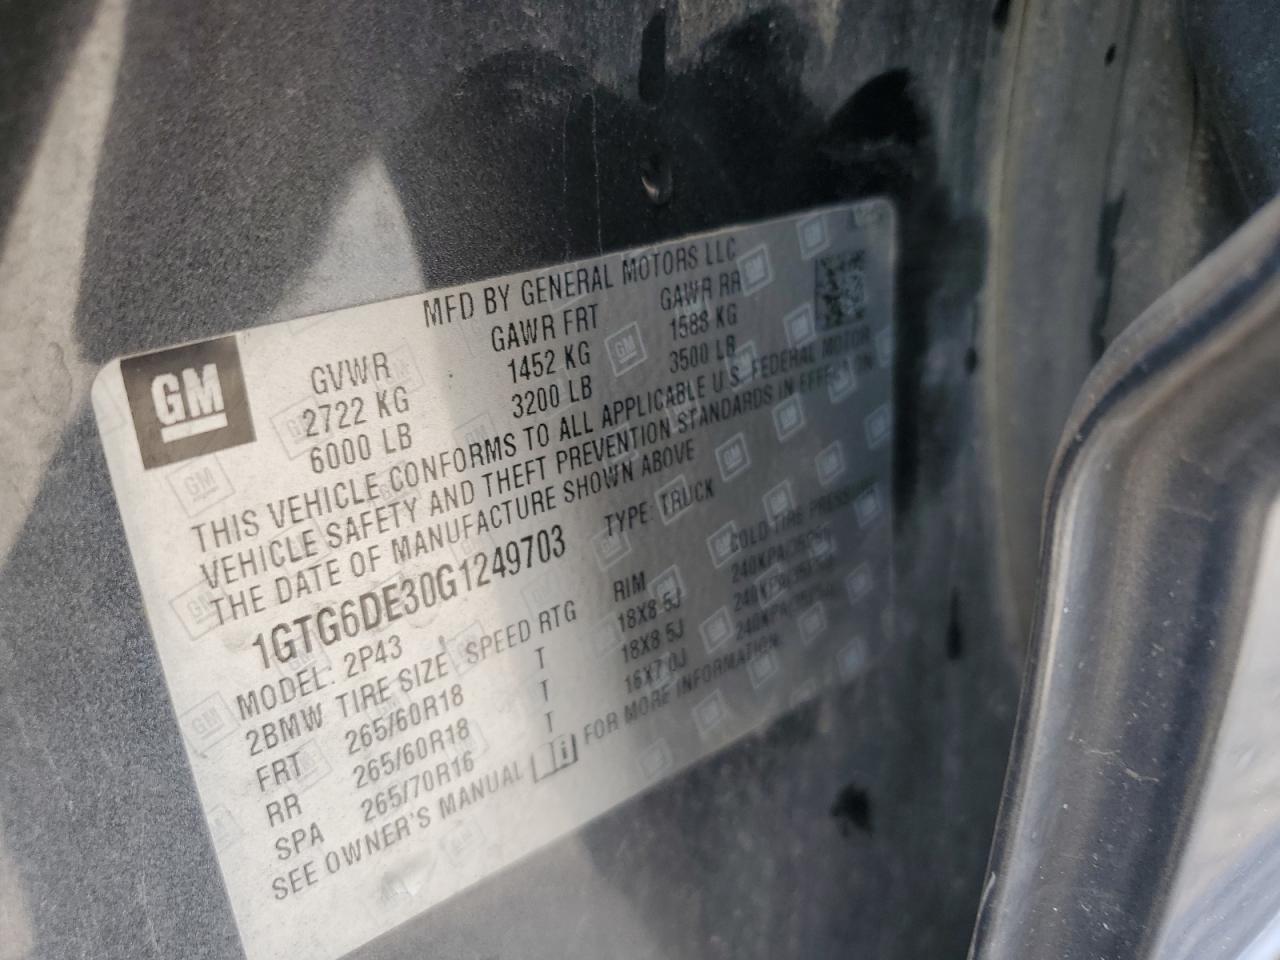 GM
MFD BY GENERAL MOTORS LLC
GVWR GAWR FRT GAWR RR
2722 KG 1452 KG 1588 KG
6000 LB 3200 LB 3500 LB
THIS VEHICLE CONFORMS TO ALL APPLICABLE U.S. FEDERAL MOTOR
VEHICLE SAFETY AND THEFT PREVENTION STANDARDS IN EFFECT ON
THE DATE OF MANUFACTURE SHOWN ABOVE
1GTG6DE30G1249703 TYPE: TRUCK
MODEL: 2P43
2BMW TIRE SIZE SPEED RTG RIM COLD TIRE PRESSURE
FRT 265/60R18 T 18X8.5J 240KPA
RR 265/60R18 T 18X8.5J 240KPA
SPA 265/70R16 T 16X7.0J 240KPA
SEE OWNER'S MANUAL FOR MORE INFORMATION